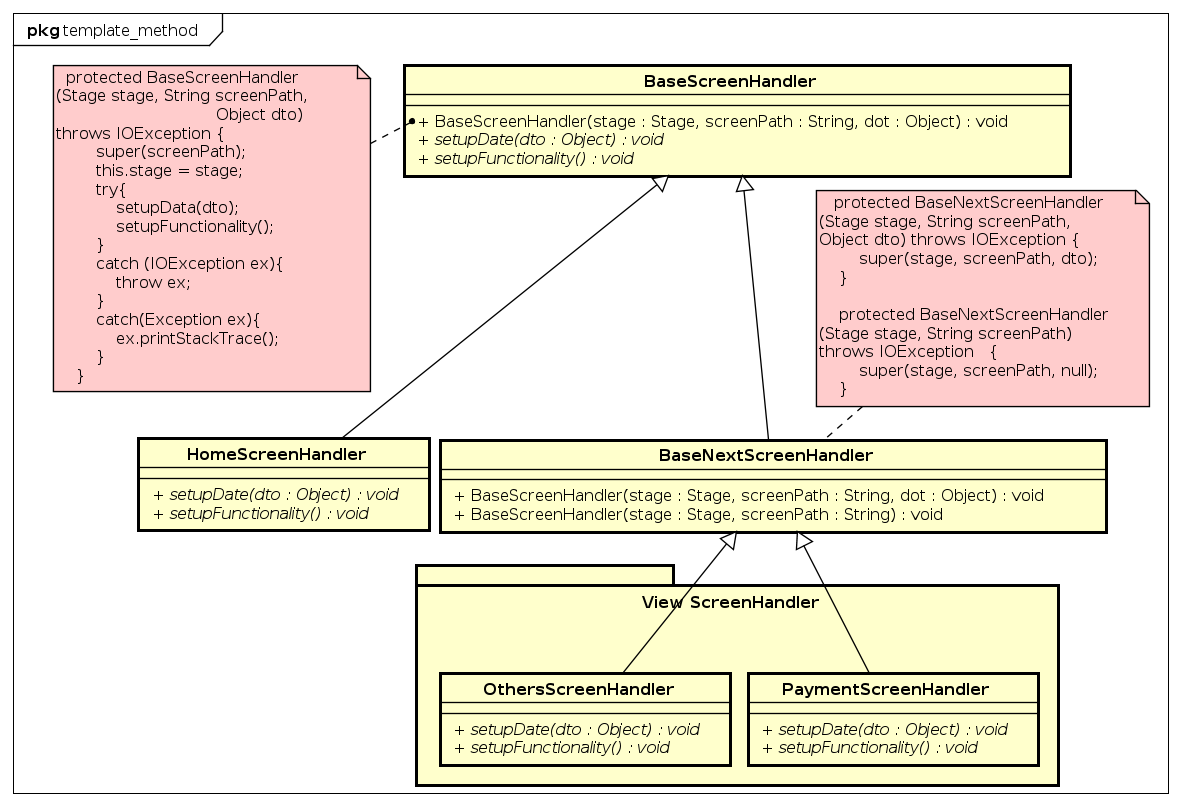 pkg template_method
protected BaseScreenHandler
(Stage stage, String screenPath,
Object dto)
throws IOException {
super(screenPath);
this.stage = stage;
try{
setupData(dto);
setupFunctionality();
}
catch (IOException ex){
throw ex;
}
catch(Exception ex){
ex.printStackTrace();
}
}
BaseScreenHandler
+ BaseScreenHandler(stage : Stage, screenPath : String, dot : Object) : void
+ setupDate(dto : Object) : void
+ setupFunctionality() : void
protected BaseNextScreenHandler
(Stage stage, String screenPath,
Object dto) throws IOException {
super(stage, screenPath, dto);
}
protected BaseNextScreenHandler
(Stage stage, String screenPath)
throws IOException {
super(stage, screenPath, null);
}
HomeScreenHandler
+ setupDate(dto : Object) : void
+ setupFunctionality() : void
BaseNextScreenHandler
+ BaseScreenHandler(stage : Stage, screenPath : String, dot : Object) : void
+ BaseScreenHandler(stage : Stage, screenPath : String) : void
View ScreenHandler
OthersScreenHandler
+ setupDate(dto : Object) : void
+ setupFunctionality() : void
PaymentScreenHandler
+ setupDate(dto : Object) : void
+ setupFunctionality() : void